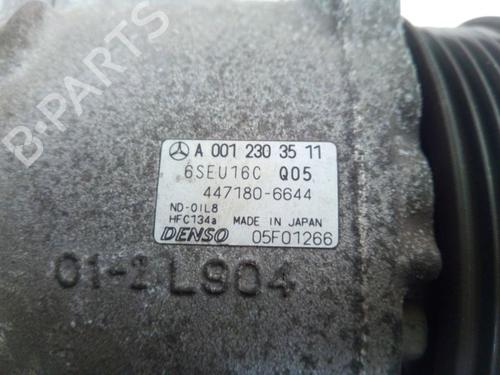 B-PARTS
A 001 230 35 11
6SEU16C Q05
447180-6644
ND-OIL8
HFC134a MADE IN JAPAN
DENSO 05F01266
01-2 L904